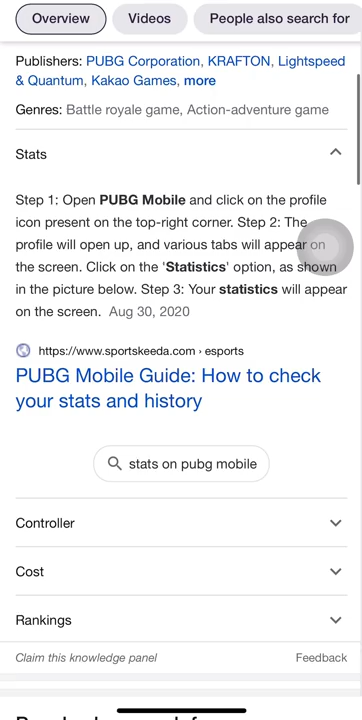 Overview
Videos
People also search for
Publishers: PUBG Corporation, KRAFTON, Lightspeed
& Quantum, Kakao Games, more
Genres: Battle royale game, Action-adventure game
Stats
Step 1: Open PUBG Mobile and click on the profile
icon present on the top-right corner. Step 2: The
profile will open up, and various tabs will appear on
the screen. Click on the 'Statistics' option, as shown
in the picture below. Step 3: Your statistics will appear
on the screen. Aug 30, 2020
https://www.sportskeeda.com › esports
PUBG Mobile Guide: How to check
your stats and history
stats on pubg mobile
Controller
Cost
Rankings
Claim this knowledge panel
Feedback